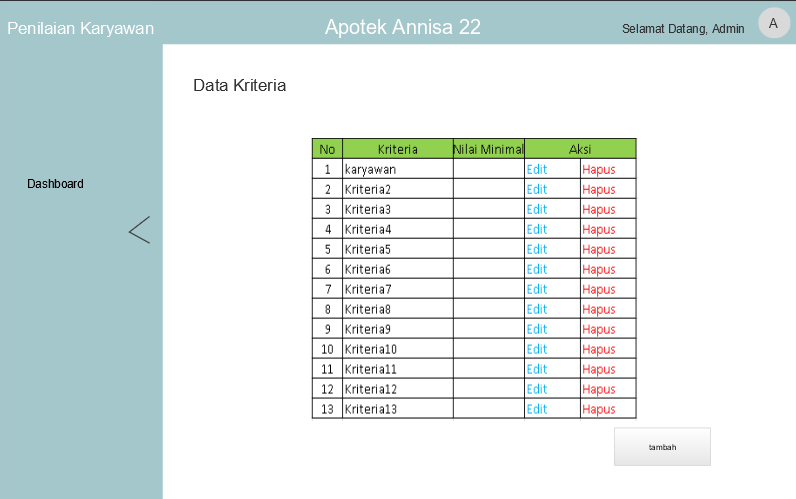 Penilaian Karyawan Apotek Annisa 22 Selamat Datang, Admin A
Data Kriteria
Dashboard
No Kriteria Nilai Minimal Aksi
1 karyawan Edit Hapus
2 Kriteria2 Edit Hapus
3 Kriteria3 Edit Hapus
4 Kriteria4 Edit Hapus
5 Kriteria5 Edit Hapus
6 Kriteria6 Edit Hapus
7 Kriteria7 Edit Hapus
8 Kriteria8 Edit Hapus
9 Kriteria9 Edit Hapus
10 Kriteria10 Edit Hapus
11 Kriteria11 Edit Hapus
12 Kriteria12 Edit Hapus
13 Kriteria13 Edit Hapus
tambah